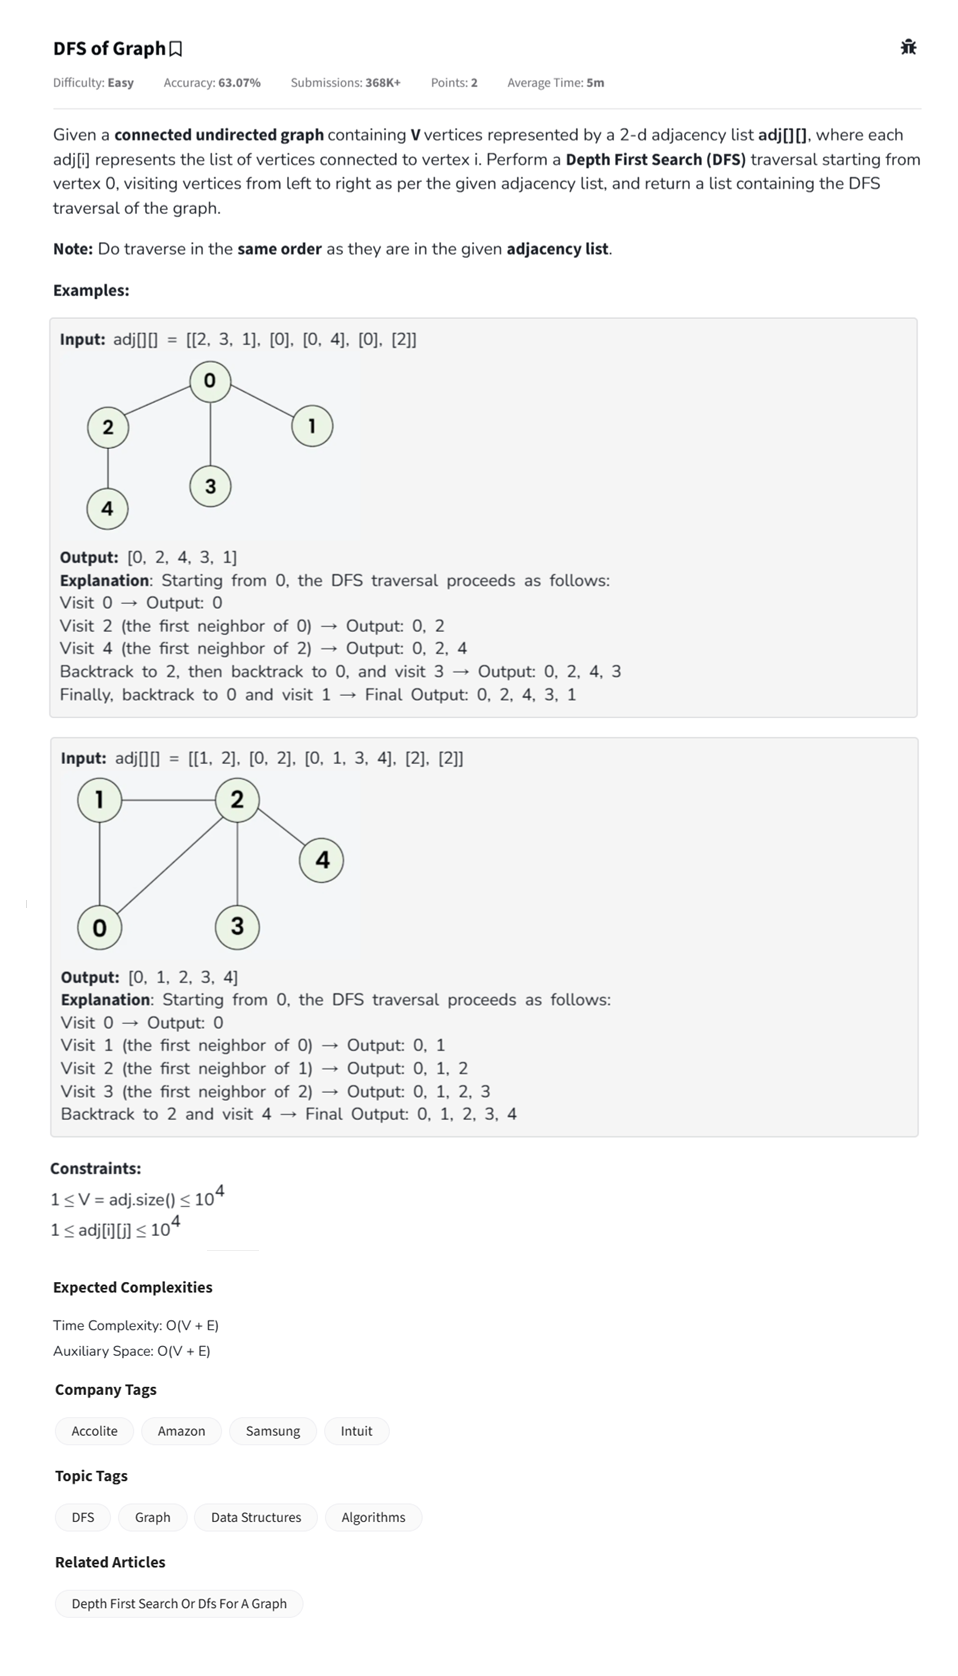 DFS of Graph
Difficulty: Easy Accuracy: 63.07% Submissions: 368K+ Points: 2 Average Time: 5m
Given a connected undirected graph containing V vertices represented by a 2-d adjacency list adj[][], where each
adj[i] represents the list of vertices connected to vertex i. Perform a Depth First Search (DFS) traversal starting from
vertex 0, visiting vertices from left to right as per the given adjacency list, and return a list containing the DFS
traversal of the graph.
Note: Do traverse in the same order as they are in the given adjacency list.
Examples:
Input: adj[][] = [[2, 3, 1], [0], [0, 4], [0], [2]]
0
2
1
3
4
Output: [0, 2, 4, 3, 1]
Explanation: Starting from 0, the DFS traversal proceeds as follows:
Visit 0 → Output: 0
Visit 2 (the first neighbor of 0) → Output: 0, 2
Visit 4 (the first neighbor of 2) → Output: 0, 2, 4
Backtrack to 2, then backtrack to 0, and visit 3 → Output: 0, 2, 4, 3
Finally, backtrack to 0 and visit 1 → Final Output: 0, 2, 4, 3, 1
Input: adj[][] = [[1, 2], [0, 2], [0, 1, 3, 4], [2], [2]]
1 2
4
0 3
Output: [0, 1, 2, 3, 4]
Explanation: Starting from 0, the DFS traversal proceeds as follows:
Visit 0 → Output: 0
Visit 1 (the first neighbor of 0) → Output: 0, 1
Visit 2 (the first neighbor of 1) → Output: 0, 1, 2
Visit 3 (the first neighbor of 2) → Output: 0, 1, 2, 3
Backtrack to 2 and visit 4 → Final Output: 0, 1, 2, 3, 4
Constraints:
1 ≤ V = adj.size() ≤ 10⁴
1 ≤ adj[i][j] ≤ 10⁴
Expected Complexities
Time Complexity: O(V + E)
Auxiliary Space: O(V + E)
Company Tags
Accolite Amazon Samsung Intuit
Topic Tags
DFS Graph Data Structures Algorithms
Related Articles
Depth First Search Or Dfs For A Graph